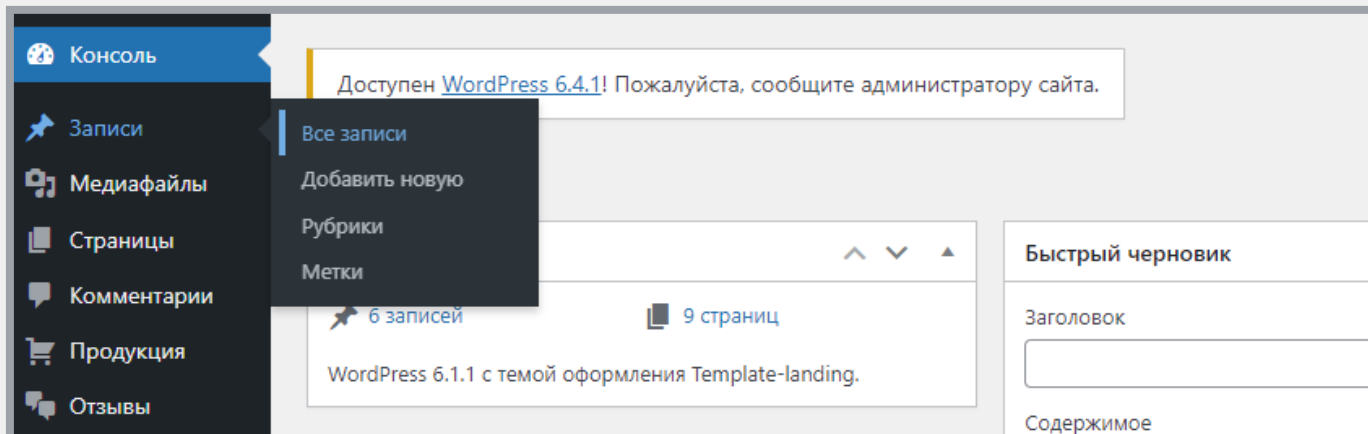 Консоль
Доступен WordPress 6.4.1! Пожалуйста, сообщите администратору сайта.
Записи
Все записи
Добавить новую
Рубрики
Метки
Медиафайлы
Страницы
Комментарии
Продукция
Отзывы
6 записей
9 страниц
WordPress 6.1.1 с темой оформления Template-landing.
Быстрый черновик
Заголовок
Содержимое